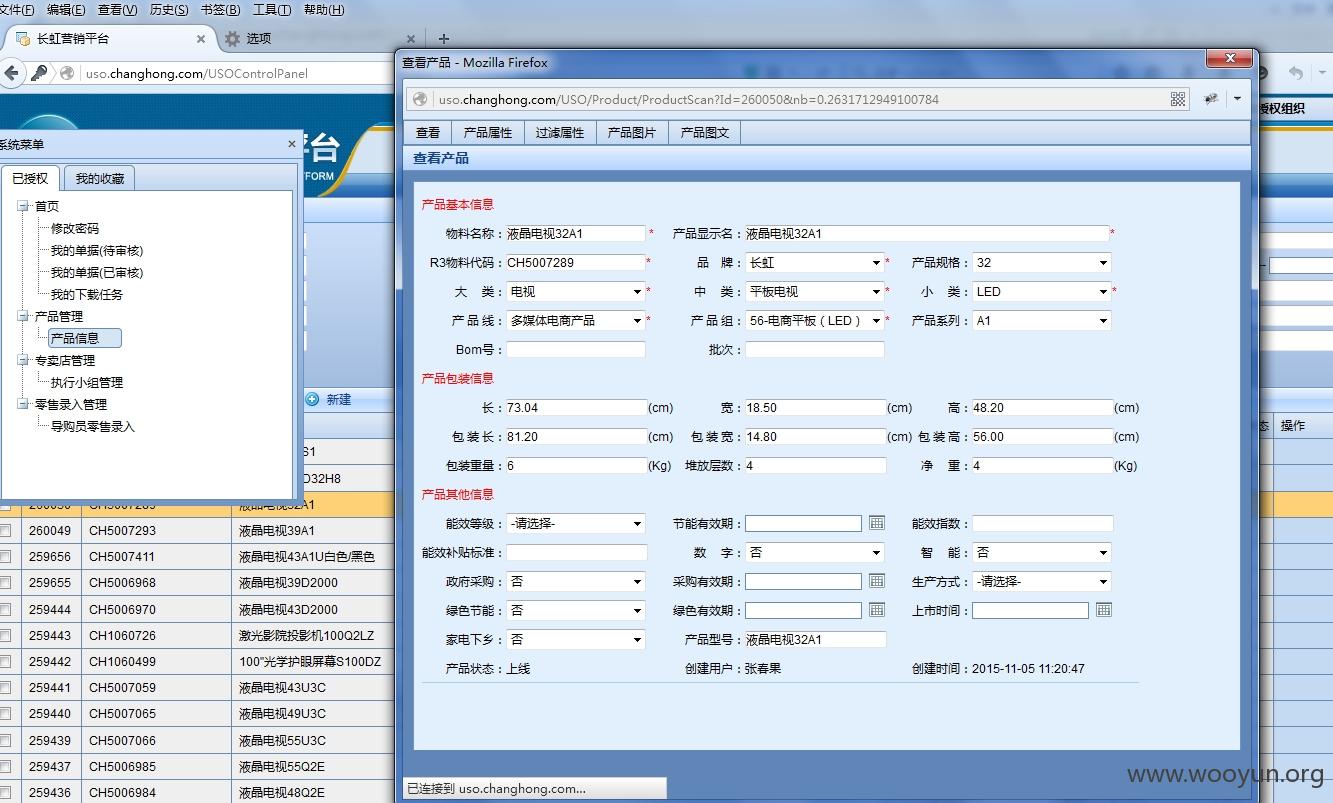 文件(F) 编辑(E) 查看(V) 历史(S) 书签(B) 工具(T) 帮助(H)
长虹营销平台 × 选项 × +
uso.changhong.com/USOControlPanel
授权组织
台
FORM
系统菜单 ×
已授权 我的收藏
首页
修改密码
我的单据(待审核)
我的单据(已审核)
我的下载任务
产品管理
产品信息
专卖店管理
执行小组管理
零售录入管理
导购员零售录入
新建
态 操作
S1
D32H8
260050 CH5007289 液晶电视32A1
260049 CH5007293 液晶电视39A1
259656 CH5007411 液晶电视43A1U白色/黑色
259655 CH5006968 液晶电视39D2000
259444 CH5006970 液晶电视43D2000
259443 CH1060726 激光影院投影机100Q2LZ
259442 CH1060499 100"光学护眼屏幕S100DZ
259441 CH5007059 液晶电视43U3C
259440 CH5007065 液晶电视49U3C
259439 CH5007066 液晶电视55U3C
259437 CH5006985 液晶电视55Q2E
259436 CH5006984 液晶电视48Q2E
查看产品 - Mozilla Firefox
uso.changhong.com/USO/Product/ProductScan?Id=260050&nb=0.2631712949100784
查看 产品属性 过滤属性 产品图片 产品图文
查看产品
产品基本信息
物料名称：液晶电视32A1 * 产品显示名：液晶电视32A1 *
R3物料代码：CH5007289 * 品 牌：长虹 * 产品规格：32
大 类：电视 * 中 类：平板电视 * 小 类：LED *
产品线：多媒体电商产品 * 产品组：56-电商平板（LED） * 产品系列：A1
Bom号： 批次：
产品包装信息
长：73.04 (cm) 宽：18.50 (cm) 高：48.20 (cm)
包装长：81.20 (cm) 包装宽：14.80 (cm) 包装高：56.00 (cm)
包装重量：6 (Kg) 堆放层数：4 净 重：4 (Kg)
产品其他信息
能效等级：-请选择- 节能有效期： 能效指数：
能效补贴标准： 数 字：否 智 能：否
政府采购：否 采购有效期： 生产方式：-请选择-
绿色节能：否 绿色有效期： 上市时间：
家电下乡：否 产品型号：液晶电视32A1
产品状态：上线 创建用户：张春果 创建时间：2015-11-05 11:20:47
已连接到 uso.changhong.com...
www.wooyun.org